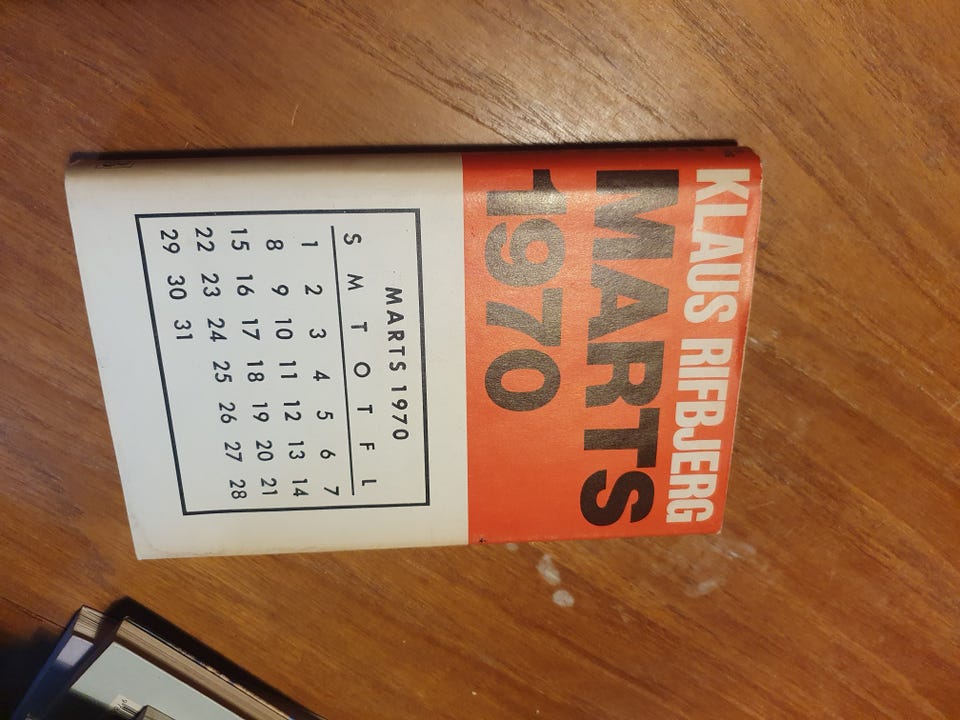 KLAUS RIFBJERG
MARTS
1970
MARTS 1970
S M T O T F L
1 2 3 4 5 6 7
8 9 10 11 12 13 14
15 16 17 18 19 20 21
22 23 24 25 26 27 28
29 30 31